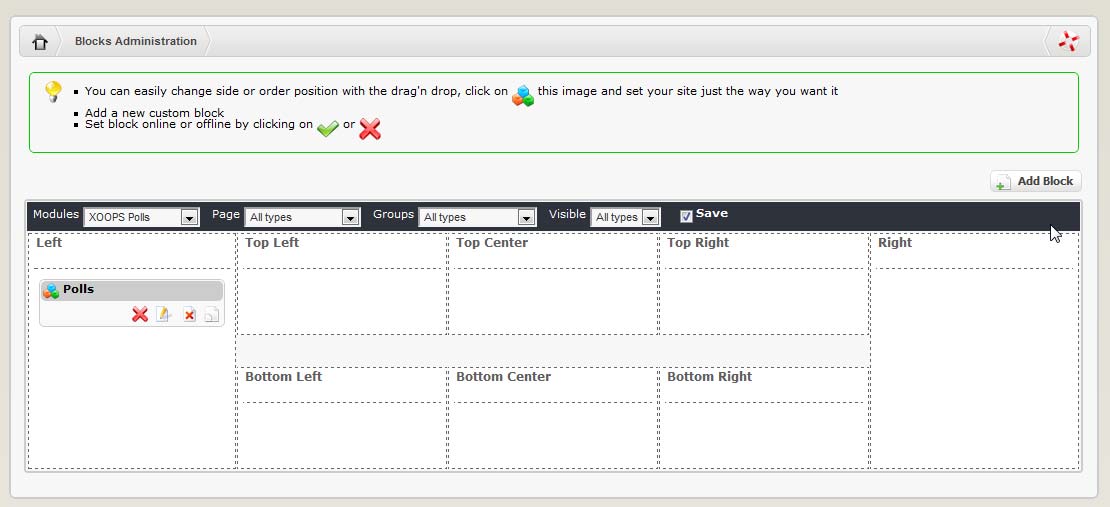 Blocks Administration
You can easily change side or order position with the drag'n drop, click on this image and set your site just the way you want it
Add a new custom block
Set block online or offline by clicking on or
Add Block
Modules XOOPS Polls Page All types Groups All types Visible All types Save
Left Top Left Top Center Top Right Right
Polls
Bottom Left Bottom Center Bottom Right